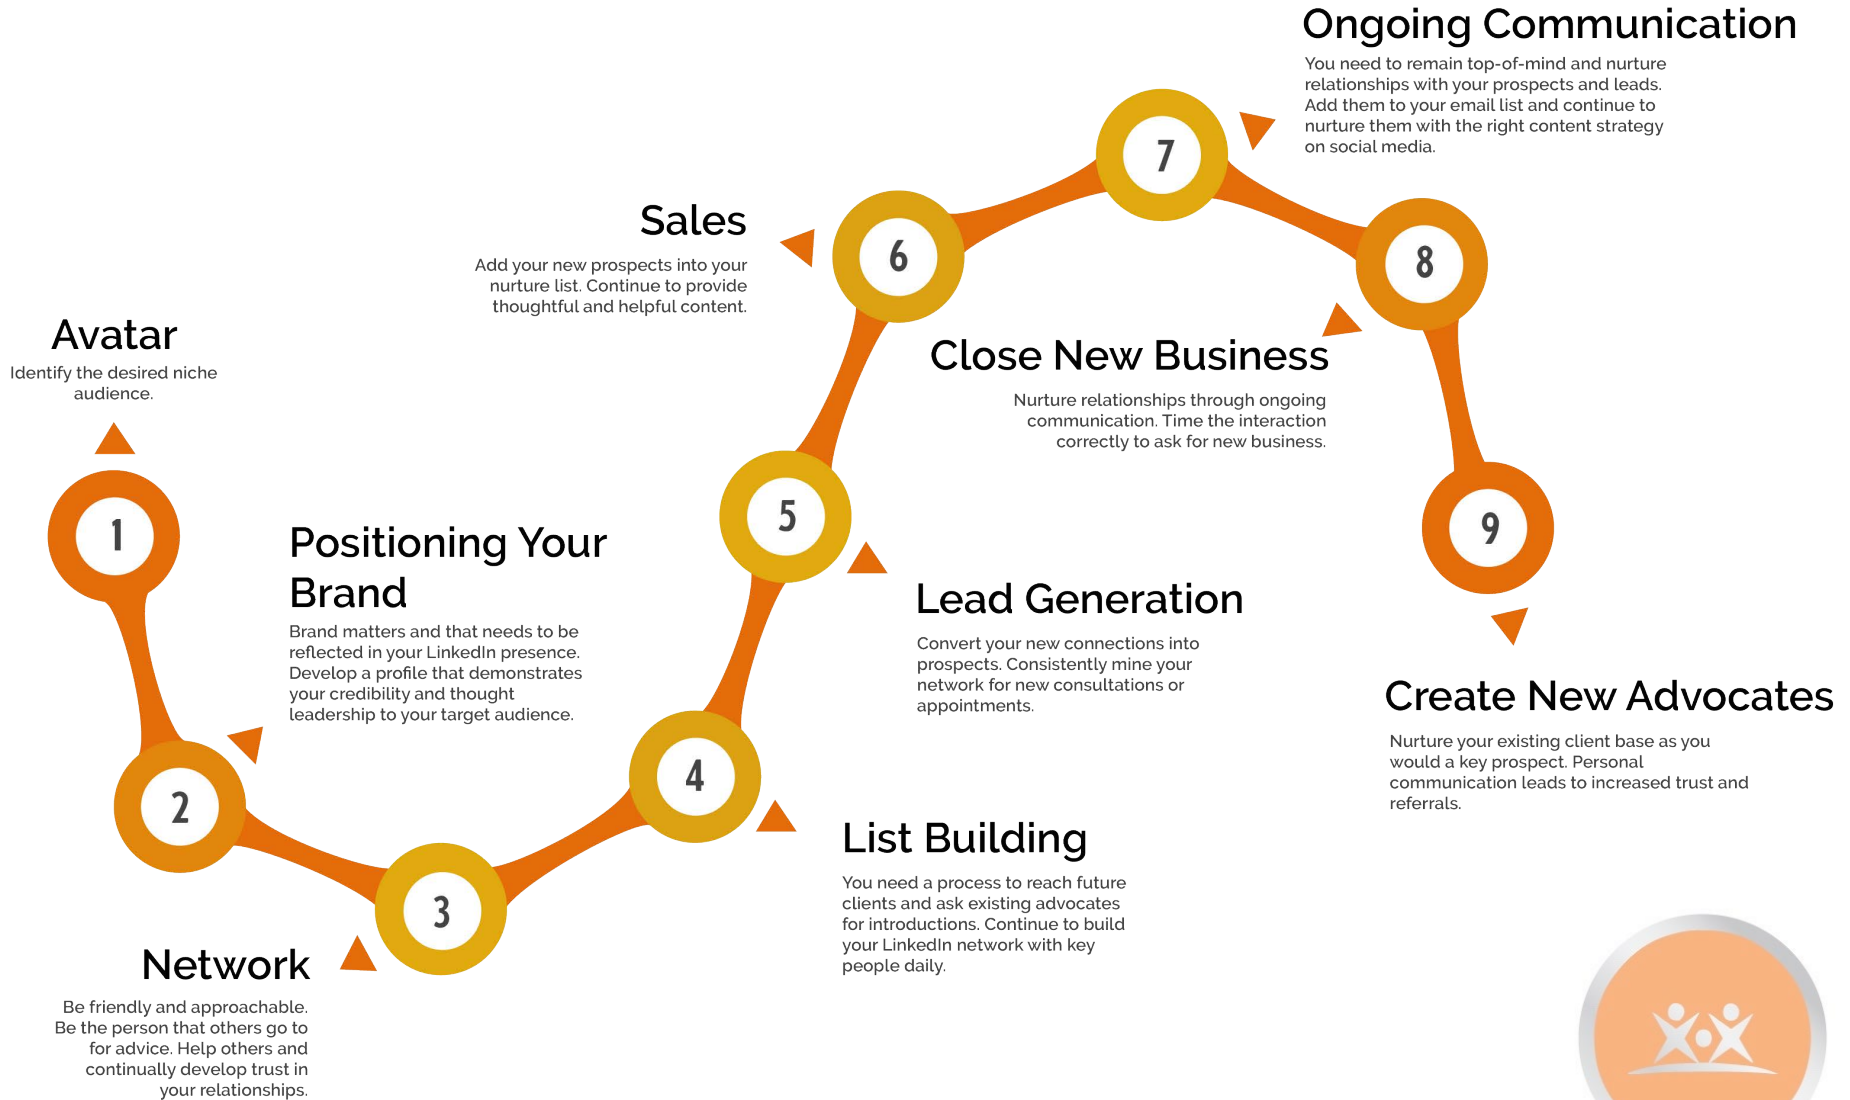 Avatar
Identify the desired niche
audience.
1
Positioning Your
Brand
Brand matters and that needs to be
reflected in your LinkedIn presence.
Develop a profile that demonstrates
your credibility and thought
leadership to your target audience.
2
Network
Be friendly and approachable.
Be the person that others go to
for advice. Help others and
continually develop trust in
your relationships.
3
List Building
You need a process to reach future
clients and ask existing advocates
for introductions. Continue to build
your LinkedIn network with key
people daily.
4
Lead Generation
Convert your new connections into
prospects. Consistently mine your
network for new consultations or
appointments.
5
Sales
Add your new prospects into your
nurture list. Continue to provide
thoughtful and helpful content.
6
Ongoing Communication
You need to remain top-of-mind and nurture
relationships with your prospects and leads.
Add them to your email list and continue to
nurture them with the right content strategy
on social media.
7
Close New Business
Nurture relationships through ongoing
communication. Time the interaction
correctly to ask for new business.
8
Create New Advocates
Nurture your existing client base as you
would a key prospect. Personal
communication leads to increased trust and
referrals.
9